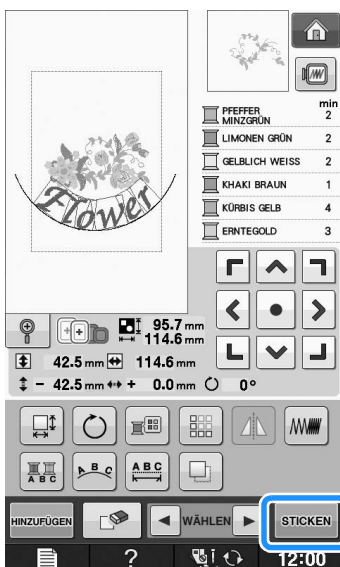 min
PFEFFER MINZGRÜN 2
LIMONEN GRÜN 2
GELBLICH WEISS 2
KHAKI BRAUN 1
KÜRBIS GELB 4
ERNTEGOLD 3
Flower
95.7 mm
114.6 mm
42.5 mm 114.6 mm
- 42.5 mm + 0.0 mm 0°
A B C A B C A B C
HINZUFÜGEN WÄHLEN STICKEN
? 12:00